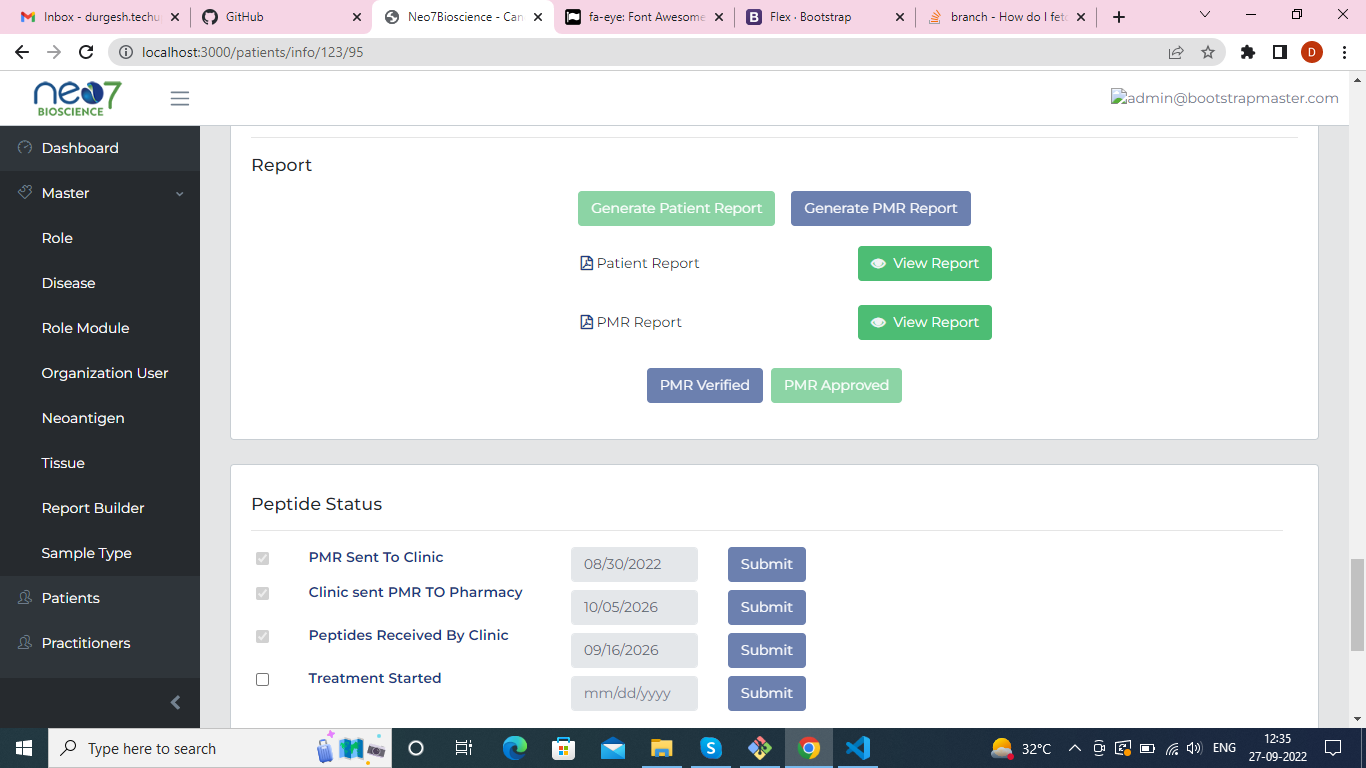 Inbox - durgesh.techu
GitHub
Neo7Bioscience - Can
fa-eye: Font Awesome
Flex · Bootstrap
branch - How do I fetc
localhost:3000/patients/info/123/95
D
neo7
BIOSCIENCE
admin@bootstrapmaster.com
Dashboard
Master
Role
Disease
Role Module
Organization User
Neoantigen
Tissue
Report Builder
Sample Type
Patients
Practitioners
Report
Generate Patient Report Generate PMR Report
Patient Report View Report
PMR Report View Report
PMR Verified PMR Approved
Peptide Status
PMR Sent To Clinic 08/30/2022 Submit
Clinic sent PMR TO Pharmacy 10/05/2026 Submit
Peptides Received By Clinic 09/16/2026 Submit
Treatment Started mm/dd/yyyy Submit
Type here to search
32°C
ENG
12:35
27-09-2022